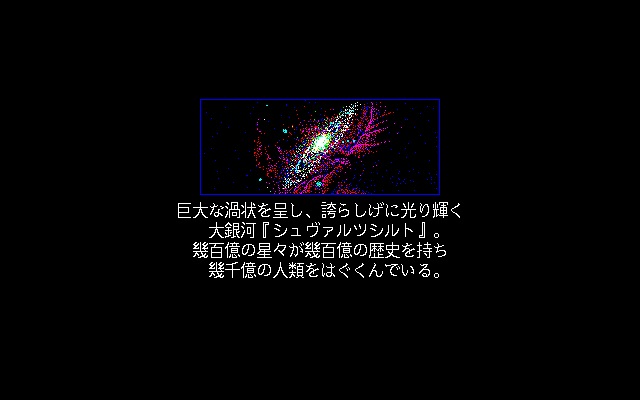 巨大な渦状を呈し、誇らしげに光り輝く
大銀河『シュヴァルツシルト』。
幾百億の星々が幾百億の歴史を持ち
幾千億の人類をはぐくんでいる。